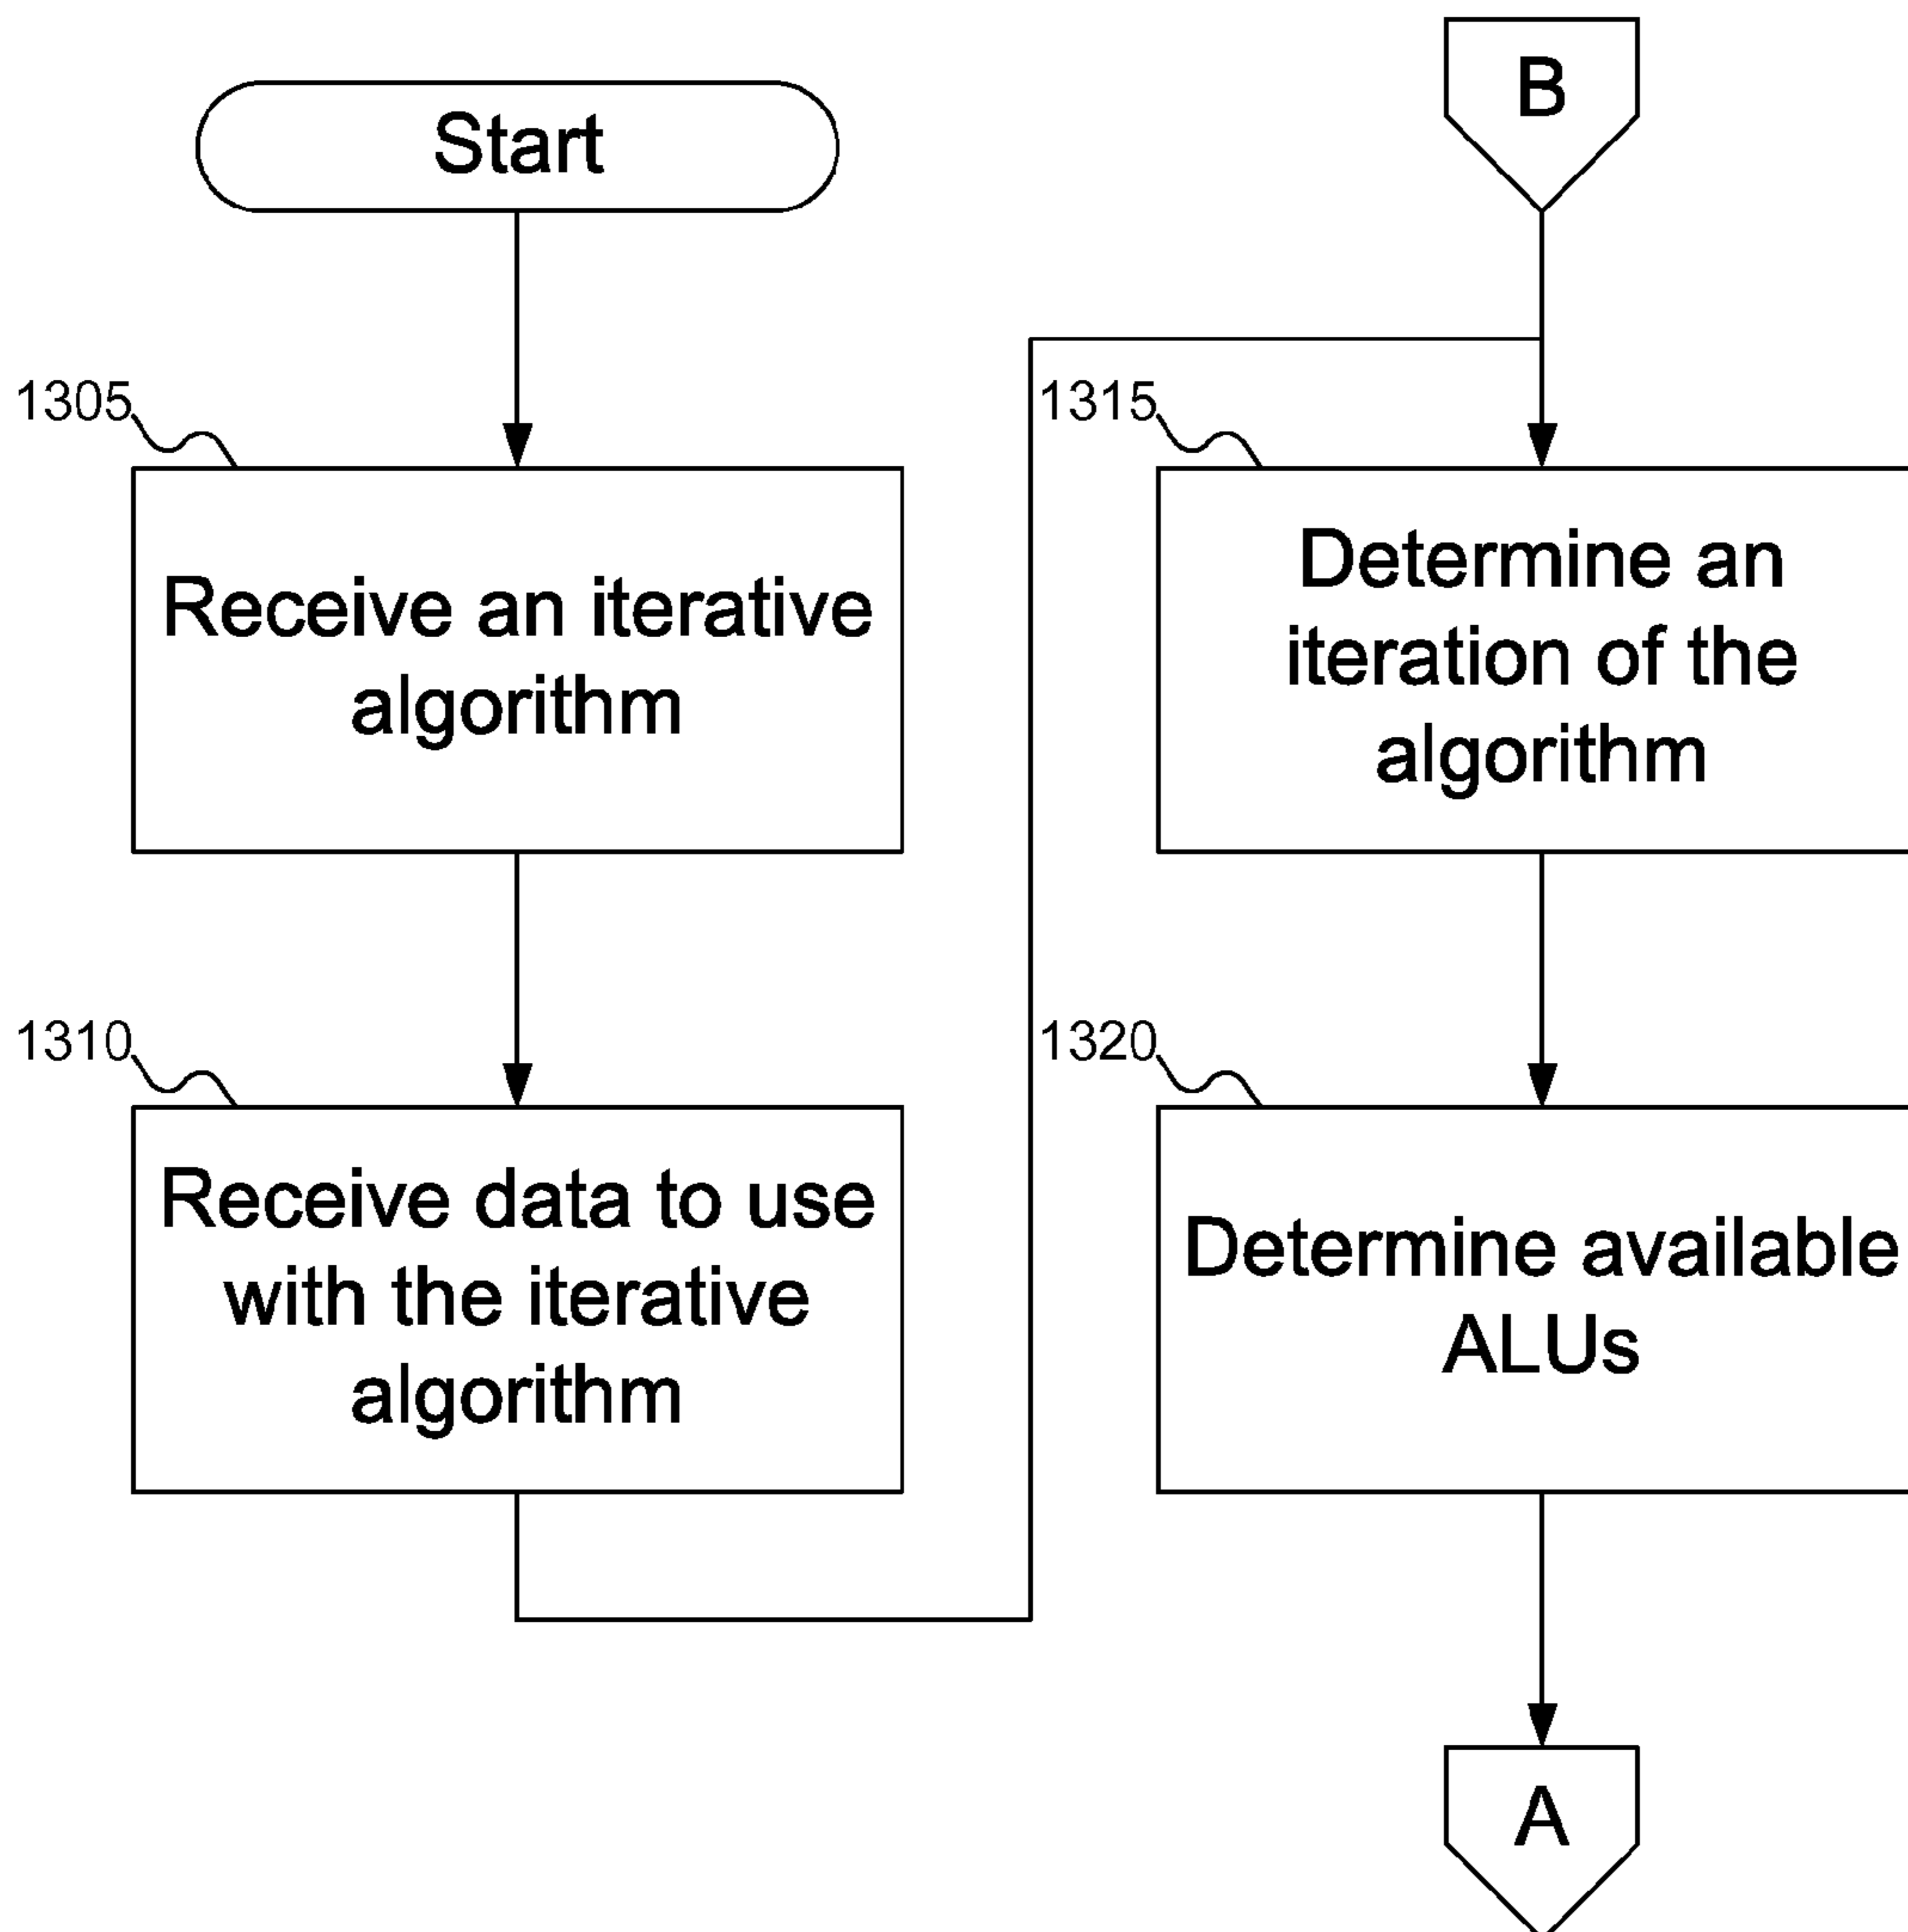 Start
1305
Receive an iterative
algorithm
1310
Receive data to use
with the iterative
algorithm
B
1315
Determine an
iteration of the
algorithm
1320
Determine available
ALUs
A